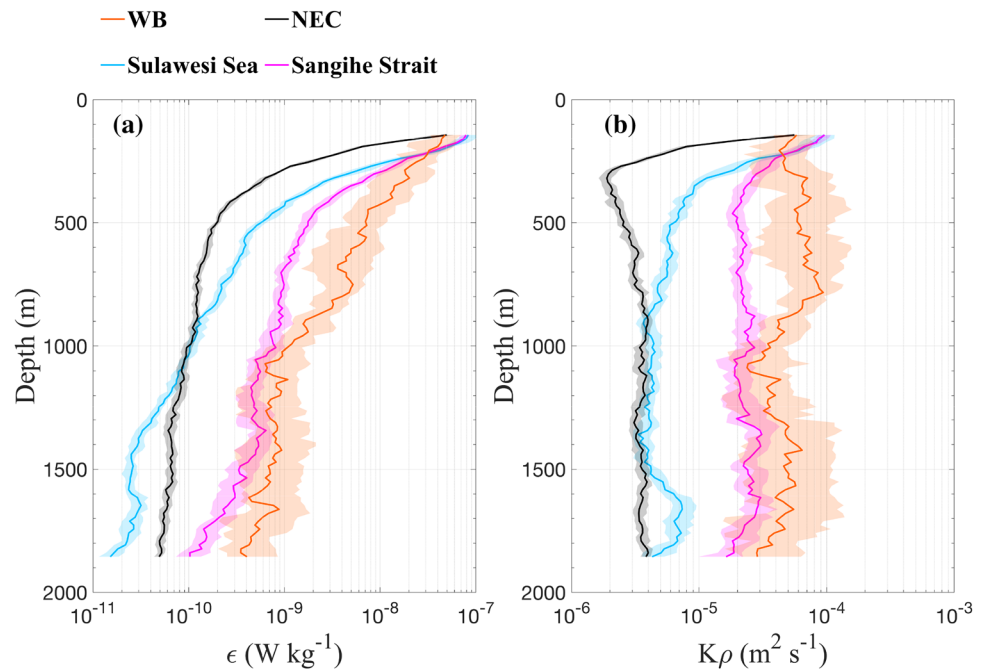 WB NEC
Sulawesi Sea Sangihe Strait
(a) (b)
0 0
500 500
1000 1000
1500 1500
2000 2000
Depth (m) Depth (m)
10⁻¹¹ 10⁻¹⁰ 10⁻⁹ 10⁻⁸ 10⁻⁷ 10⁻⁶ 10⁻⁵ 10⁻⁴ 10⁻³
ϵ (W kg⁻¹) Kρ (m² s⁻¹)